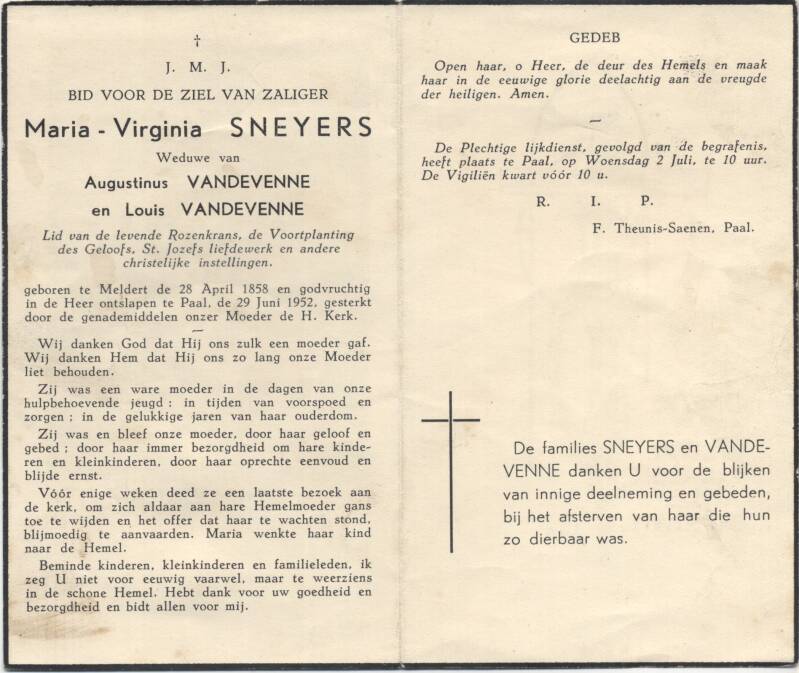 †
J. M. J.
BID VOOR DE ZIEL VAN ZALIGER
Maria - Virginia SNEYERS
Weduwe van
Augustinus VANDEVENNE
en Louis VANDEVENNE
Lid van de levende Rozenkrans, de Voortplanting
des Geloofs, St. Jozefs liefdewerk en andere
christelijke instellingen.
geboren te Meldert de 28 April 1858 en godvruchtig
in de Heer ontslapen te Paal, de 29 Juni 1952, gesterkt
door de genademiddelen onzer Moeder de H. Kerk.
—
Wij danken God dat Hij ons zulk een moeder gaf.
Wij danken Hem dat Hij ons zo lang onze Moeder
liet behouden.
Zij was een ware moeder in de dagen van onze
hulpbehoevende jeugd : in tijden van voorspoed en
zorgen ; in de gelukkige jaren van haar ouderdom.
Zij was en bleef onze moeder, door haar geloof en
gebed ; door haar immer bezorgdheid om hare kinde-
ren en kleinkinderen, door haar oprechte eenvoud en
blijde ernst.
Vóór enige weken deed ze een laatste bezoek aan
de kerk, om zich aldaar aan hare Hemelmoeder gans
toe te wijden en het offer dat haar te wachten stond,
blijmoedig te aanvaarden. Maria wenkte haar kind
naar de Hemel.
Beminde kinderen, kleinkinderen en familieleden, ik
zeg U niet voor eeuwig vaarwel, maar te weerziens
in de schone Hemel. Hebt dank voor uw goedheid en
bezorgdheid en bidt allen voor mij.
GEDEB
Open haar, o Heer, de deur des Hemels en maak
haar in de eeuwige glorie deelachtig aan de vreugde
der heiligen. Amen.
—
De Plechtige lijkdienst, gevolgd van de begrafenis,
heeft plaats te Paal, op Woensdag 2 Juli, te 10 uur.
De Vigiliën kwart vóór 10 u.
R. I. P.
F. Theunis-Saenen, Paal.
De families SNEYERS en VANDE-
VENNE danken U voor de blijken
van innige deelneming en gebeden,
bij het afsterven van haar die hun
zo dierbaar was.